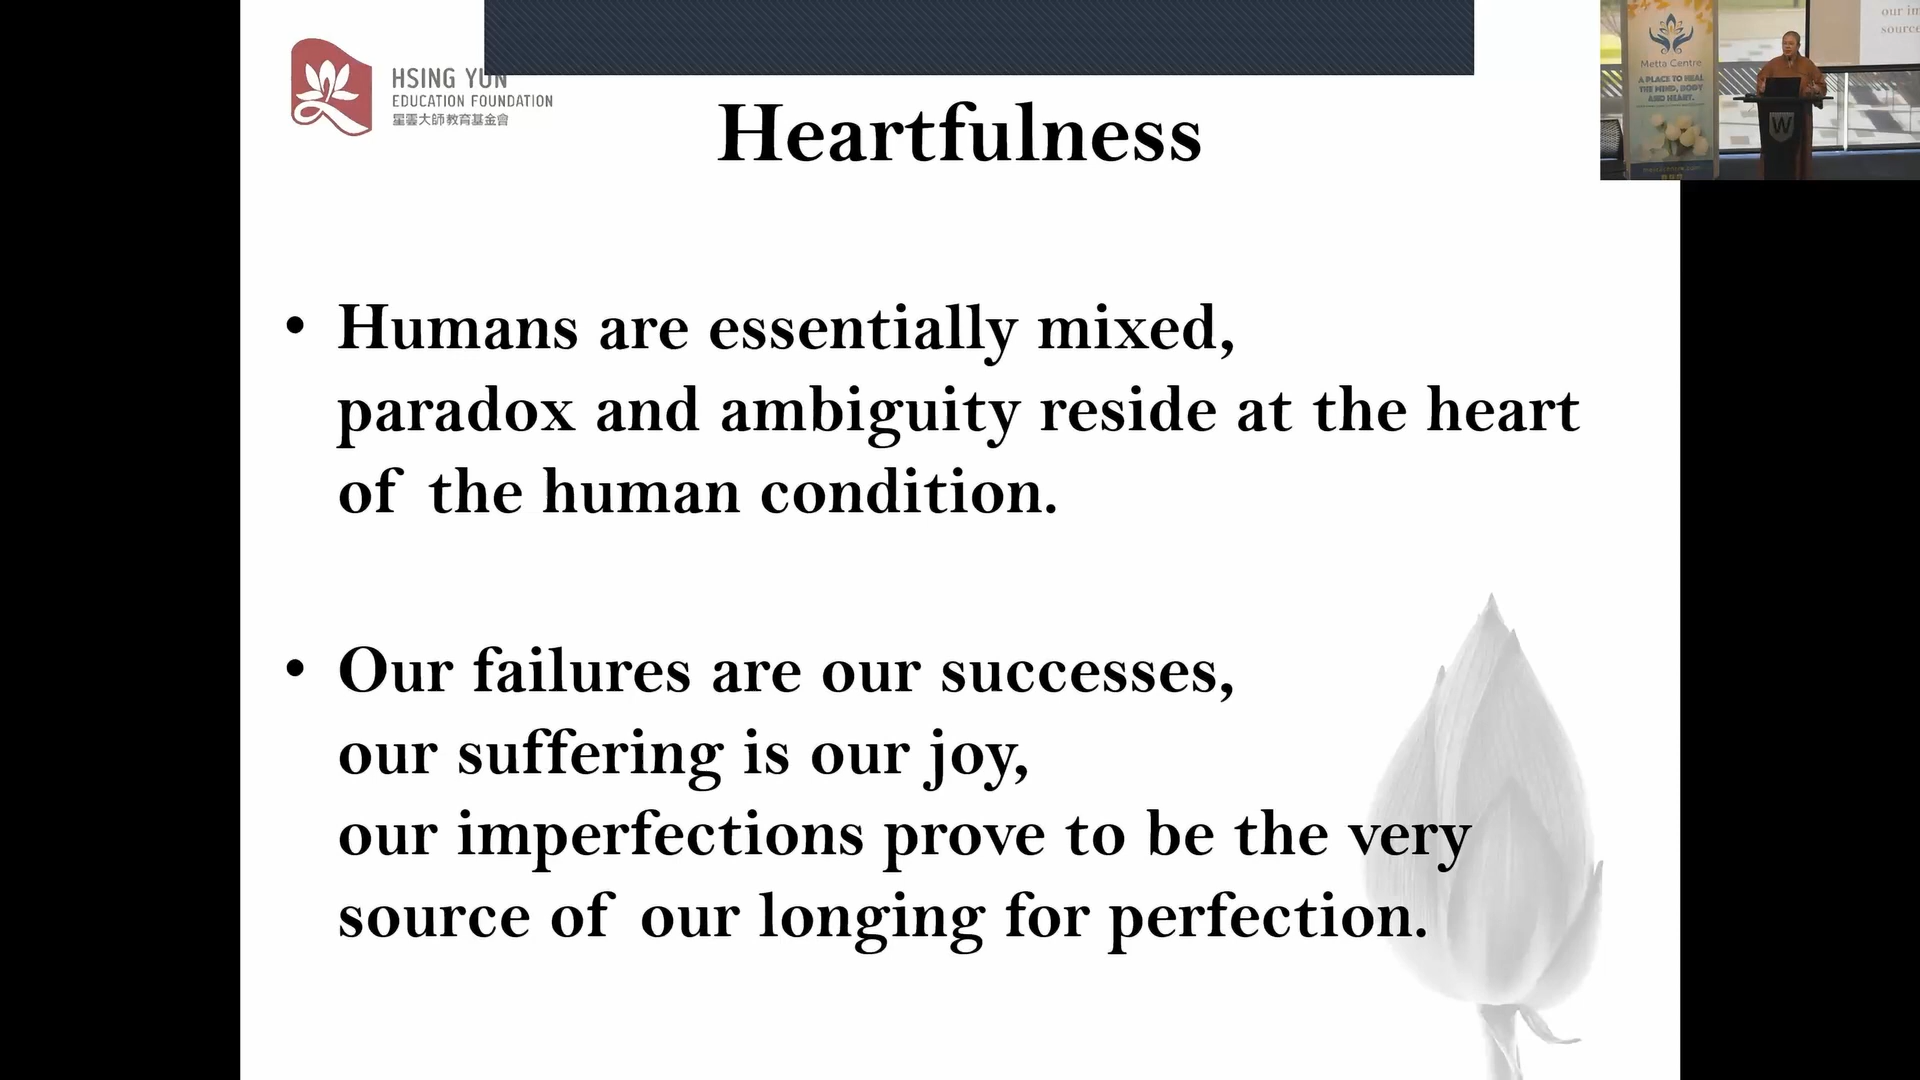 HSING YUN
EDUCATION FOUNDATION
星雲大師教育基金會
Heartfulness
• Humans are essentially mixed,
paradox and ambiguity reside at the heart
of the human condition.
• Our failures are our successes,
our suffering is our joy,
our imperfections prove to be the very
source of our longing for perfection.
Metta Centre
A PLACE TO HEAL
THE MIND, BODY
AND HEART.
W
our im
source